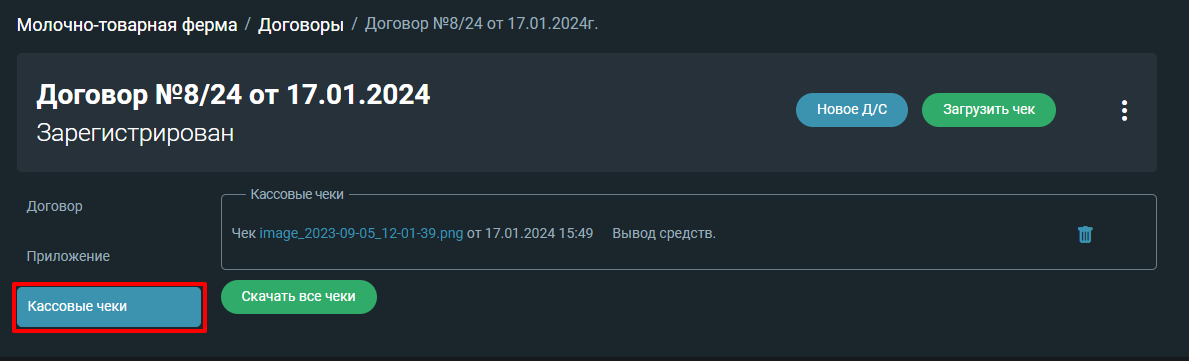 Молочно-товарная ферма / Договоры / Договор №8/24 от 17.01.2024г.
Договор №8/24 от 17.01.2024
Зарегистрирован
Новое Д/С
Загрузить чек
Договор
Приложение
Кассовые чеки
Кассовые чеки
Чек image_2023-09-05_12-01-39.png от 17.01.2024 15:49 Вывод средств.
Скачать все чеки